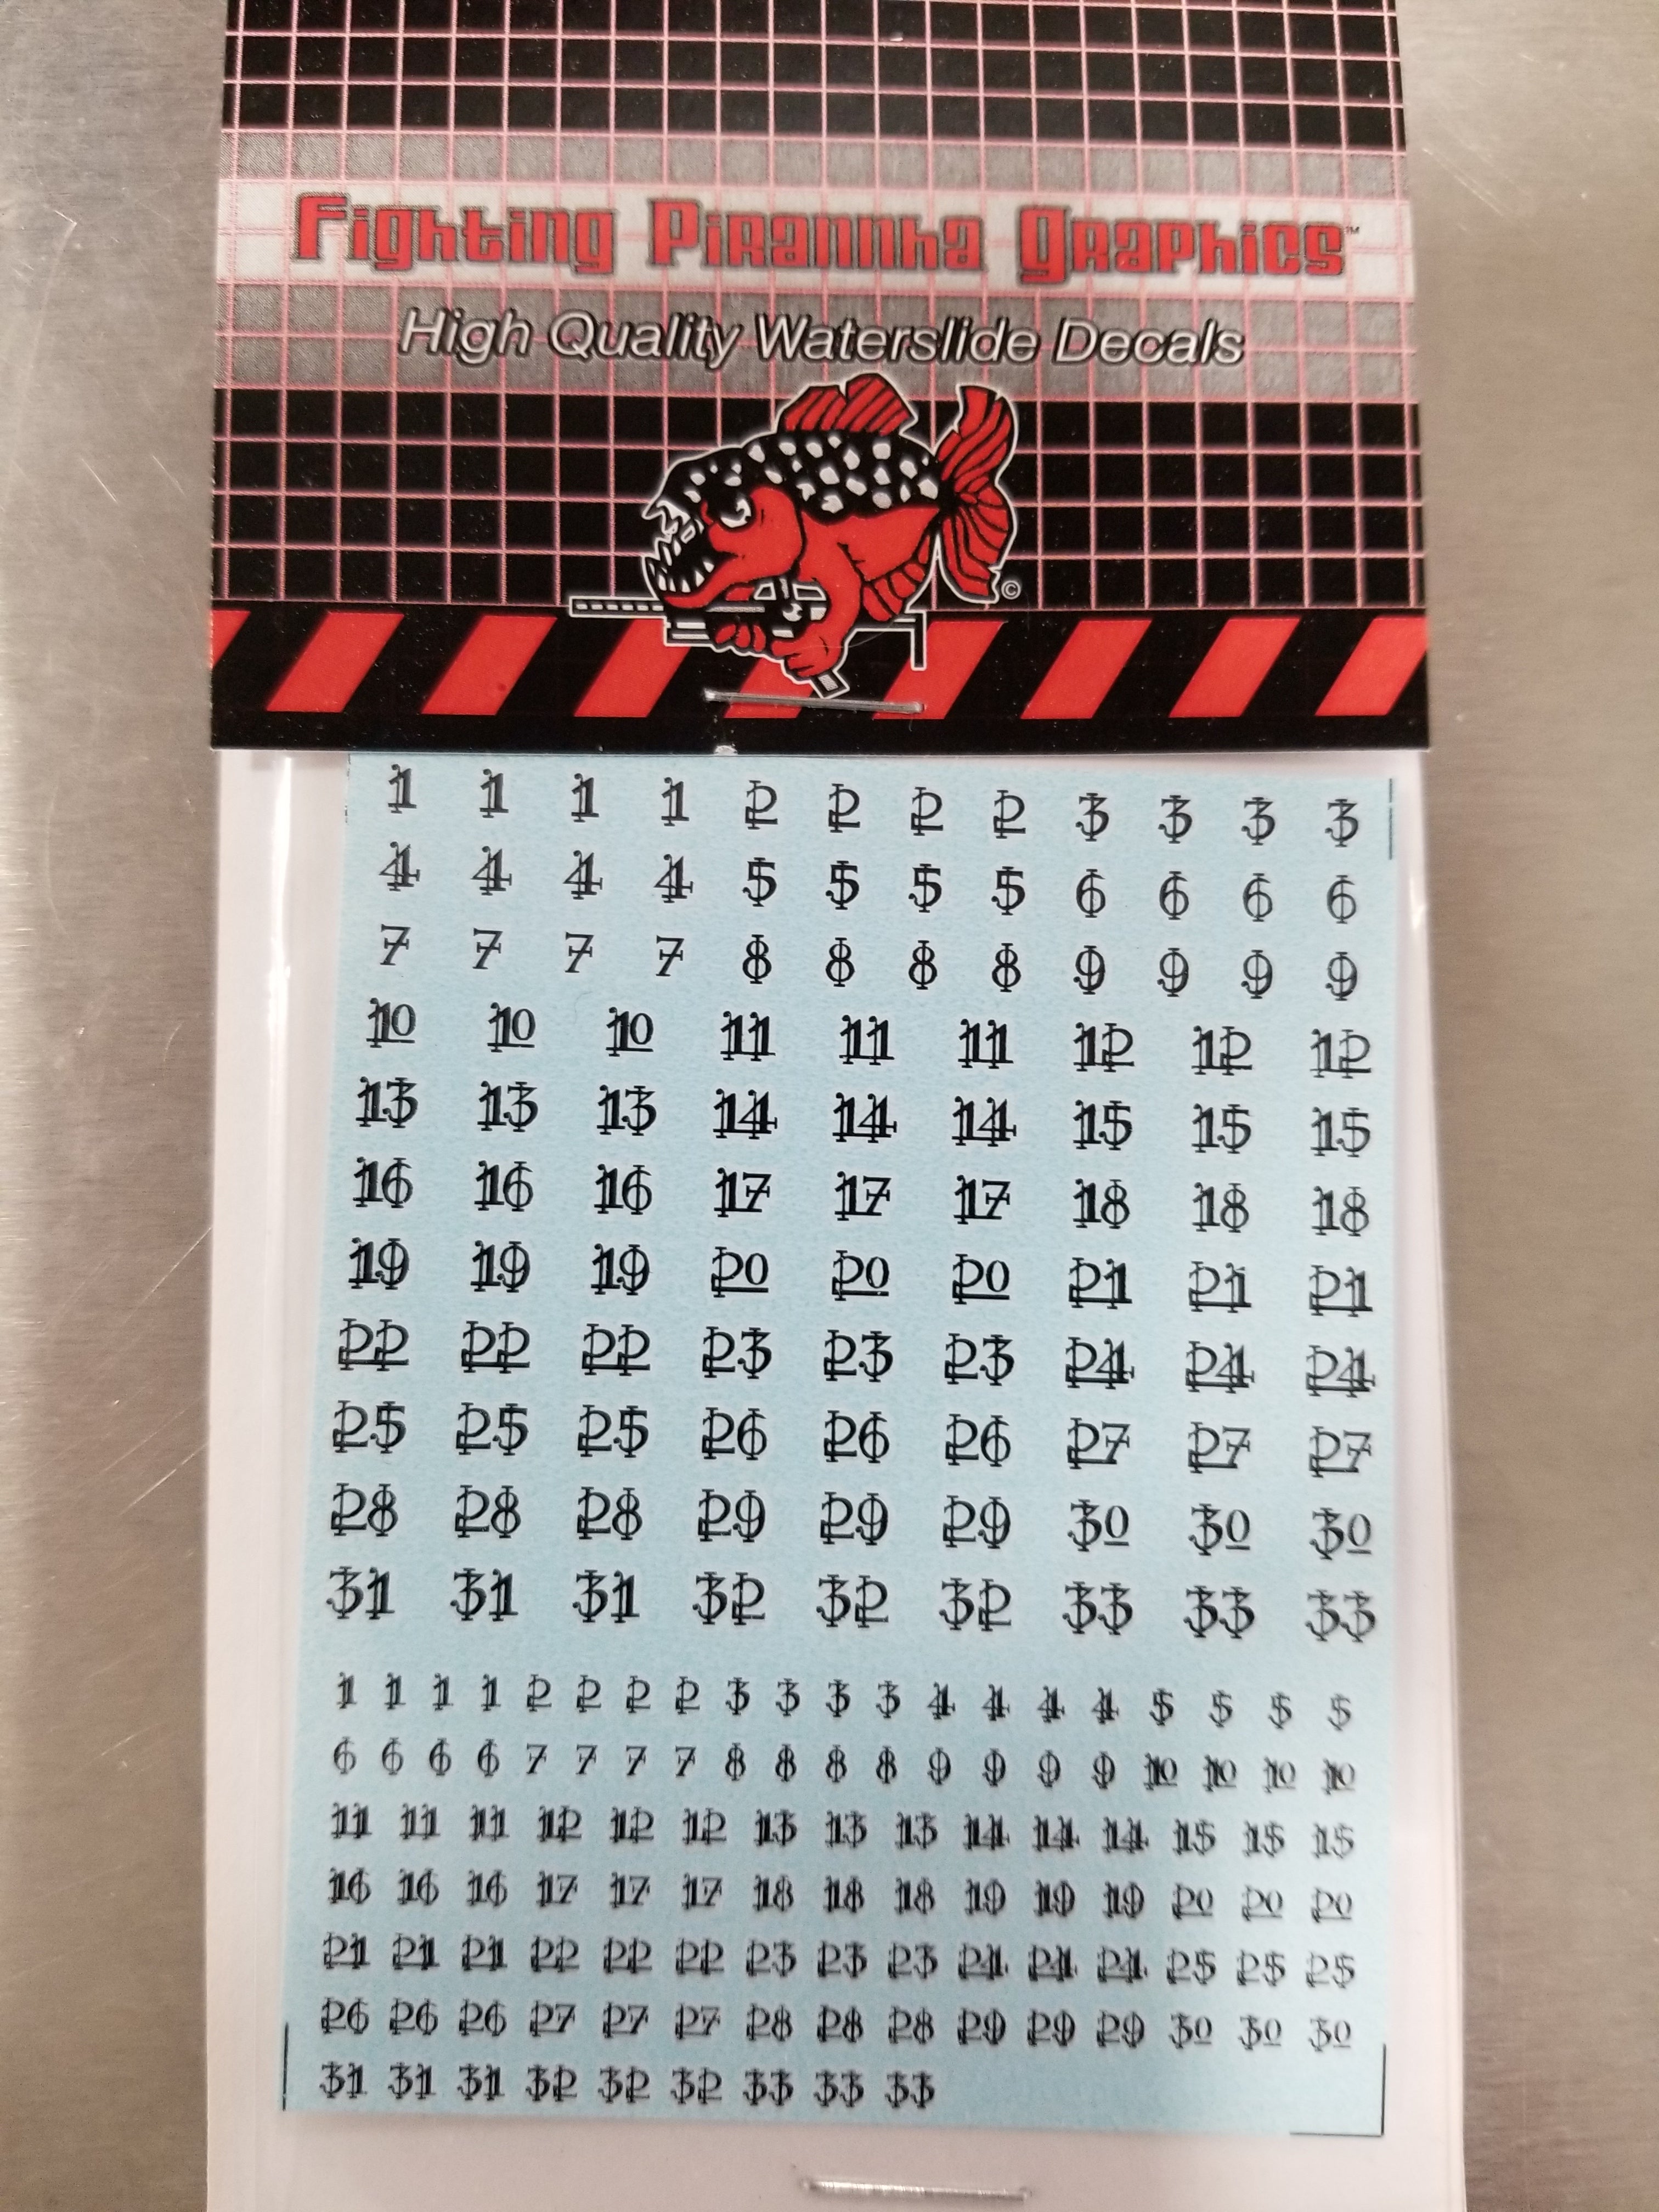 Fighting Piranha Graphics™
High Quality Waterslide Decals
©
1 1 1 1 2 2 2 2 3 3 3 3
4 4 4 4 5 5 5 5 6 6 6 6
7 7 7 7 8 8 8 8 9 9 9 9
10 10 10 11 11 11 12 12 12
13 13 13 14 14 14 15 15 15
16 16 16 17 17 17 18 18 18
19 19 19 20 20 20 21 21 21
22 22 22 23 23 23 24 24 24
25 25 25 26 26 26 27 27 27
28 28 28 29 29 29 30 30 30
31 31 31 32 32 32 33 33 33
1 1 1 1 2 2 2 2 3 3 3 3 4 4 4 4 5 5 5 5
6 6 6 6 7 7 7 7 8 8 8 8 9 9 9 9 10 10 10 10
11 11 11 12 12 12 13 13 13 14 14 14 15 15 15
16 16 16 17 17 17 18 18 18 19 19 19 20 20 20
21 21 21 22 22 22 23 23 23 24 24 24 25 25 25
26 26 26 27 27 27 28 28 28 29 29 29 30 30 30
31 31 31 32 32 32 33 33 33